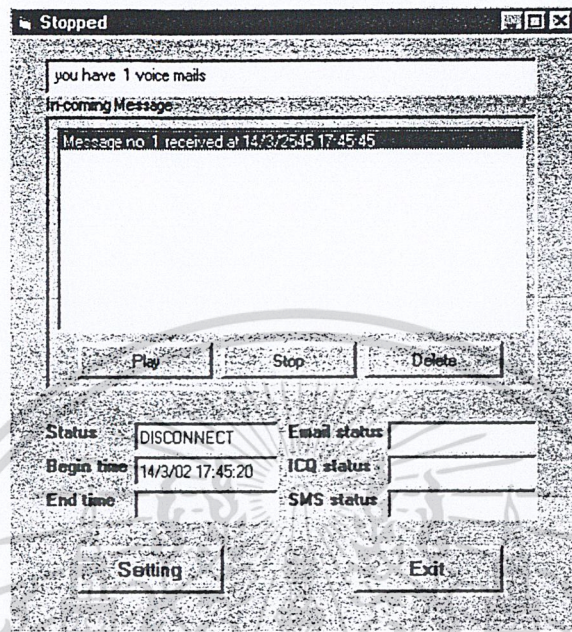 Stopped
you have 1 voice mails
In-coming Message
Message no. 1 received at 14/3/2545 17:45:45
Play Stop Delete
Status DISCONNECT Email status
Begin time 14/3/02 17:45:20 ICQ status
End time SMS status
Setting Exit